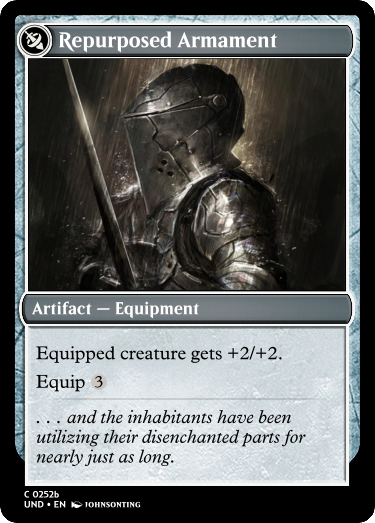 Repurposed Armament
Artifact — Equipment
Equipped creature gets +2/+2.
Equip 3
. . . and the inhabitants have been
utilizing their disenchanted parts for
nearly just as long.
C 0252b
UND • EN JOHNSONTING